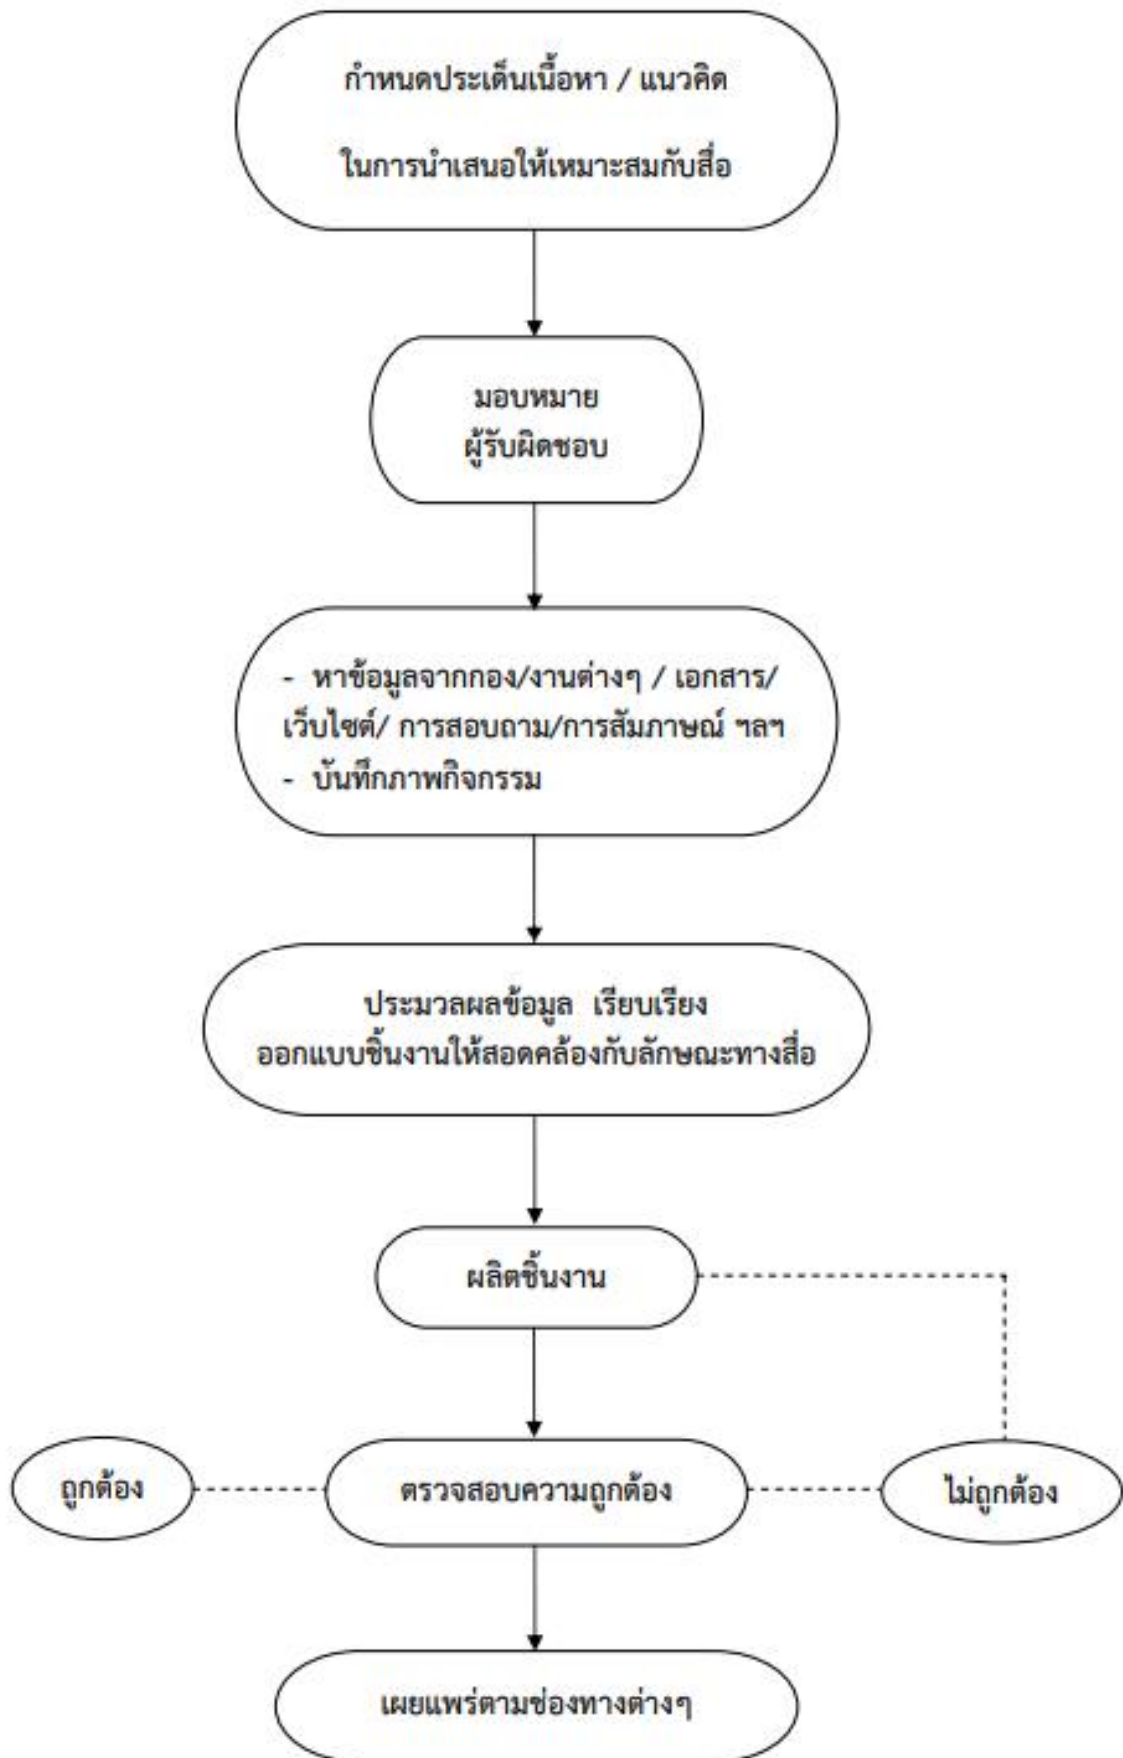 กำหนดประเด็นเนื้อหา / แนวคิด
ในการนำเสนอให้เหมาะสมกับสื่อ
มอบหมาย
ผู้รับผิดชอบ
- หาข้อมูลจากกอง/งานต่างๆ / เอกสาร/
เว็บไซต์/ การสอบถาม/การสัมภาษณ์ ฯลฯ
- บันทึกภาพกิจกรรม
ประมวลผลข้อมูล เรียบเรียง
ออกแบบชิ้นงานให้สอดคล้องกับลักษณะทางสื่อ
ผลิตชิ้นงาน
ถูกต้อง
ตรวจสอบความถูกต้อง
ไม่ถูกต้อง
เผยแพร่ตามช่องทางต่างๆ